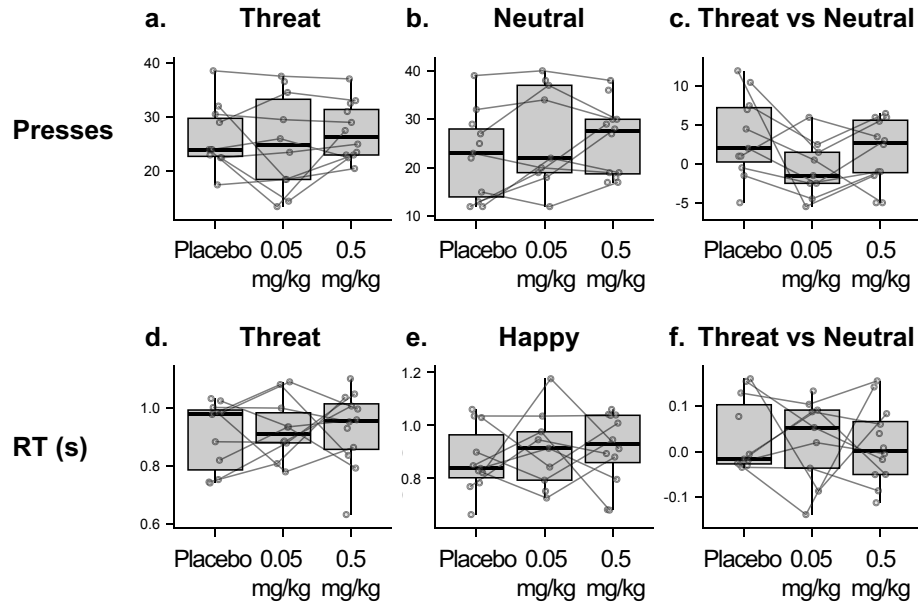 a. Threat b. Neutral c. Threat vs Neutral
Presses
40
30
20
40
30
20
10
10
5
0
-5
Placebo 0.05 mg/kg 0.5 mg/kg
Placebo 0.05 mg/kg 0.5 mg/kg
Placebo 0.05 mg/kg 0.5 mg/kg
d. Threat e. Happy f. Threat vs Neutral
RT (s)
1.0
0.8
0.6
1.2
1.0
0.8
0.1
0.0
-0.1
Placebo 0.05 mg/kg 0.5 mg/kg
Placebo 0.05 mg/kg 0.5 mg/kg
Placebo 0.05 mg/kg 0.5 mg/kg